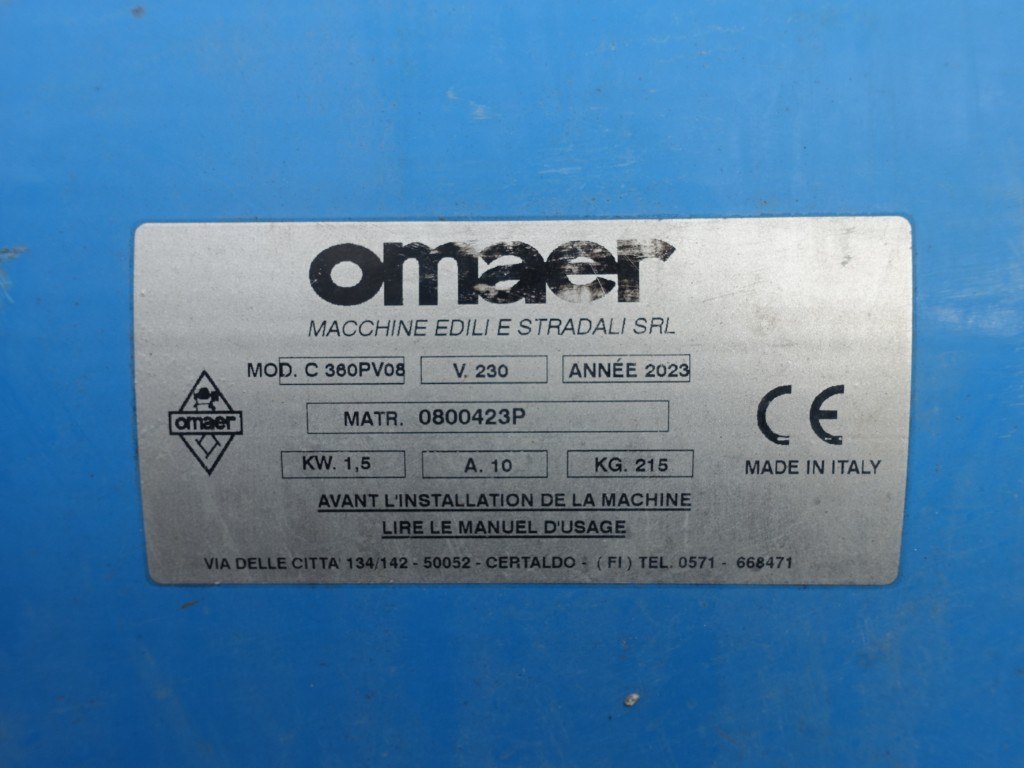 omaer
MACCHINE EDILI E STRADALI SRL
MOD. C 360PV08 V. 230 ANNÉE 2023
MATR. 0800423P
omaer
CE
KW. 1,5 A. 10 KG. 215
MADE IN ITALY
AVANT L'INSTALLATION DE LA MACHINE
LIRE LE MANUEL D'USAGE
VIA DELLE CITTA' 134/142 - 50052 - CERTALDO - ( FI ) TEL. 0571 - 668471